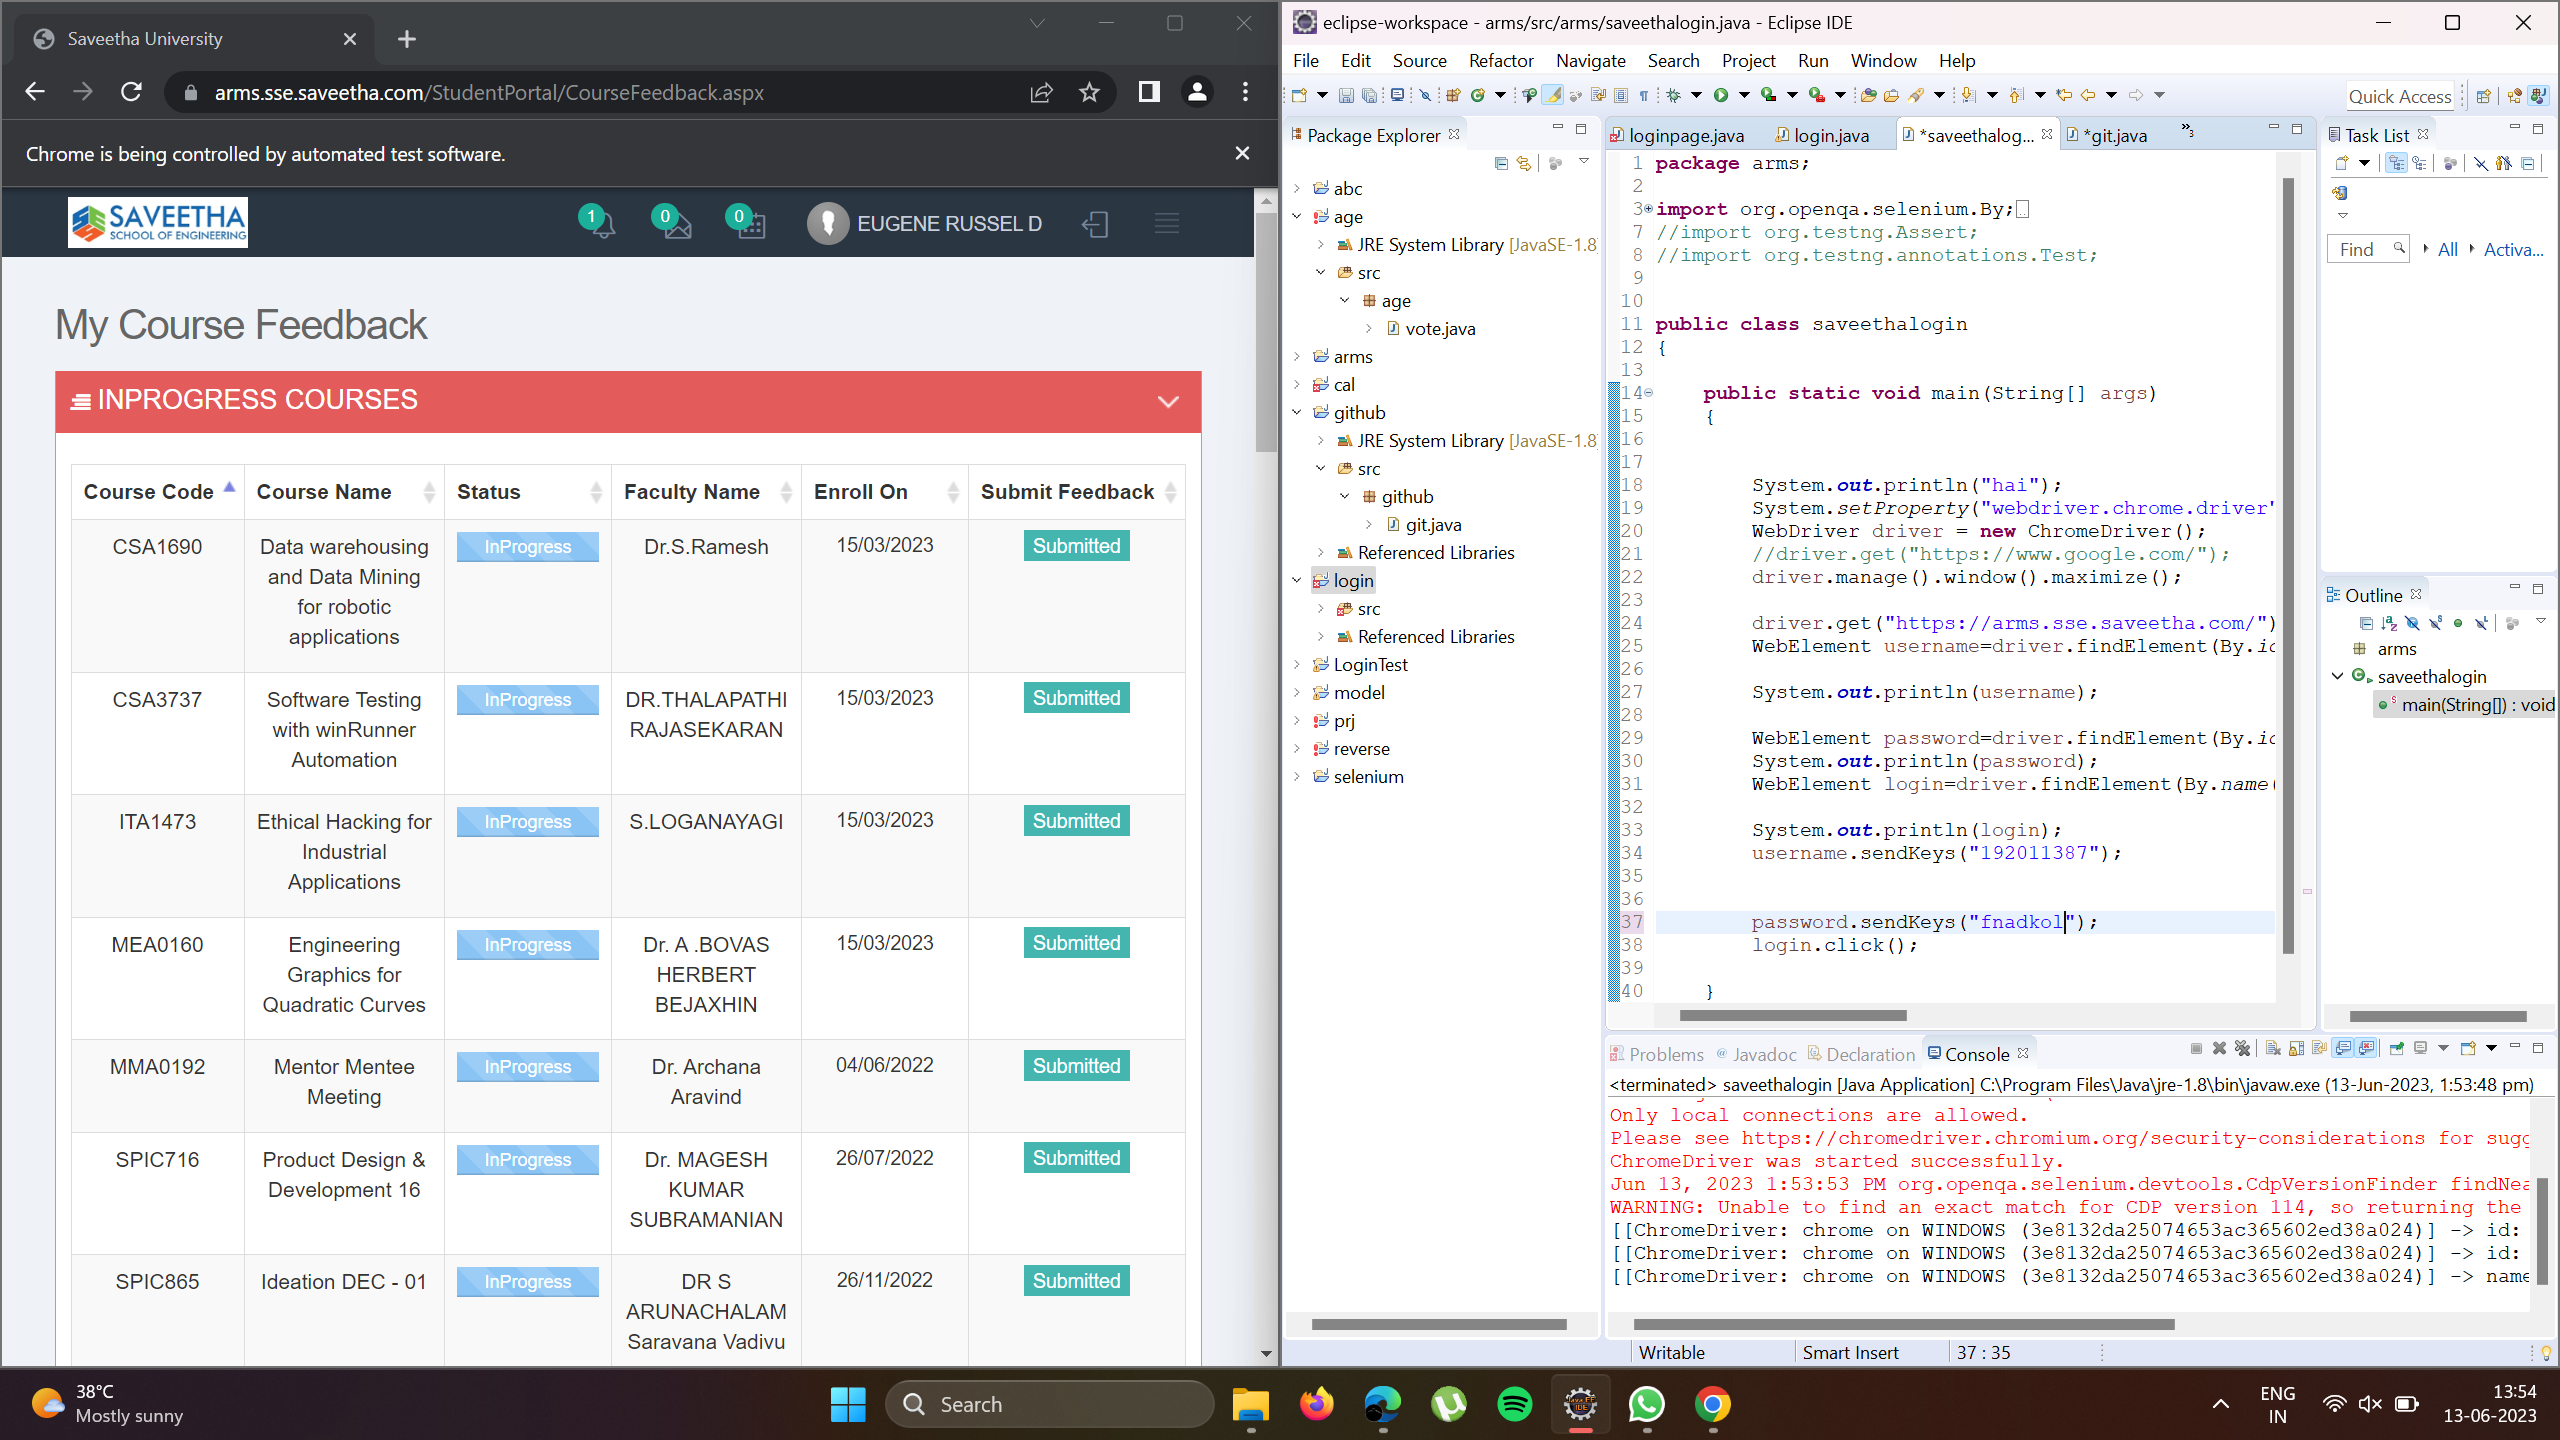 Saveetha University
arms.sse.saveetha.com/StudentPortal/CourseFeedback.aspx
Chrome is being controlled by automated test software.
SAVEETHA
SCHOOL OF ENGINEERING
1
0
0
EUGENE RUSSEL D
My Course Feedback
INPROGRESS COURSES
Course Code Course Name Status Faculty Name Enroll On Submit Feedback
CSA1690 Data warehousing and Data Mining for robotic applications InProgress Dr.S.Ramesh 15/03/2023 Submitted
CSA3737 Software Testing with winRunner Automation InProgress DR.THALAPATHI RAJASEKARAN 15/03/2023 Submitted
ITA1473 Ethical Hacking for Industrial Applications InProgress S.LOGANAYAGI 15/03/2023 Submitted
MEA0160 Engineering Graphics for Quadratic Curves InProgress Dr. A .BOVAS HERBERT BEJAXHIN 15/03/2023 Submitted
MMA0192 Mentor Mentee Meeting InProgress Dr. Archana Aravind 04/06/2022 Submitted
SPIC716 Product Design & Development 16 InProgress Dr. MAGESH KUMAR SUBRAMANIAN 26/07/2022 Submitted
SPIC865 Ideation DEC - 01 InProgress DR S ARUNACHALAM Saravana Vadivu 26/11/2022 Submitted
eclipse-workspace - arms/src/arms/saveethalogin.java - Eclipse IDE
File Edit Source Refactor Navigate Search Project Run Window Help
Quick Access
Package Explorer
abc
age
JRE System Library [JavaSE-1.8
src
age
vote.java
arms
cal
github
JRE System Library [JavaSE-1.8
src
github
git.java
Referenced Libraries
login
src
Referenced Libraries
LoginTest
model
prj
reverse
selenium
loginpage.java login.java *saveethalog... *git.java »3
1 package arms;
2
3 import org.openqa.selenium.By;
7 //import org.testng.Assert;
8 //import org.testng.annotations.Test;
9
10
11 public class saveethalogin
12 {
13
14 public static void main(String[] args)
15 {
16
17
18 System.out.println("hai");
19 System.setProperty("webdriver.chrome.driver"
20 WebDriver driver = new ChromeDriver();
21 //driver.get("https://www.google.com/");
22 driver.manage().window().maximize();
23
24 driver.get("https://arms.sse.saveetha.com/")
25 WebElement username=driver.findElement(By.id
26
27 System.out.println(username);
28
29 WebElement password=driver.findElement(By.id
30 System.out.println(password);
31 WebElement login=driver.findElement(By.name(
32
33 System.out.println(login);
34 username.sendKeys("192011387");
35
36
37 password.sendKeys("fnadkol");
38 login.click();
39
40 }
Task List
Find All Activa...
Outline
arms
saveethalogin
main(String[]) : void
Problems @ Javadoc Declaration Console
<terminated> saveethalogin [Java Application] C:\Program Files\Java\jre-1.8\bin\javaw.exe (13-Jun-2023, 1:53:48 pm)
Only local connections are allowed.
Please see https://chromedriver.chromium.org/security-considerations for sugg
ChromeDriver was started successfully.
Jun 13, 2023 1:53:53 PM org.openqa.selenium.devtools.CdpVersionFinder findNea
WARNING: Unable to find an exact match for CDP version 114, so returning the
[[ChromeDriver: chrome on WINDOWS (3e8132da25074653ac365602ed38a024)] -> id:
[[ChromeDriver: chrome on WINDOWS (3e8132da25074653ac365602ed38a024)] -> id:
[[ChromeDriver: chrome on WINDOWS (3e8132da25074653ac365602ed38a024)] -> name
Writable Smart Insert 37 : 35
38°C
Mostly sunny
Search
ENG
IN
13:54
13-06-2023